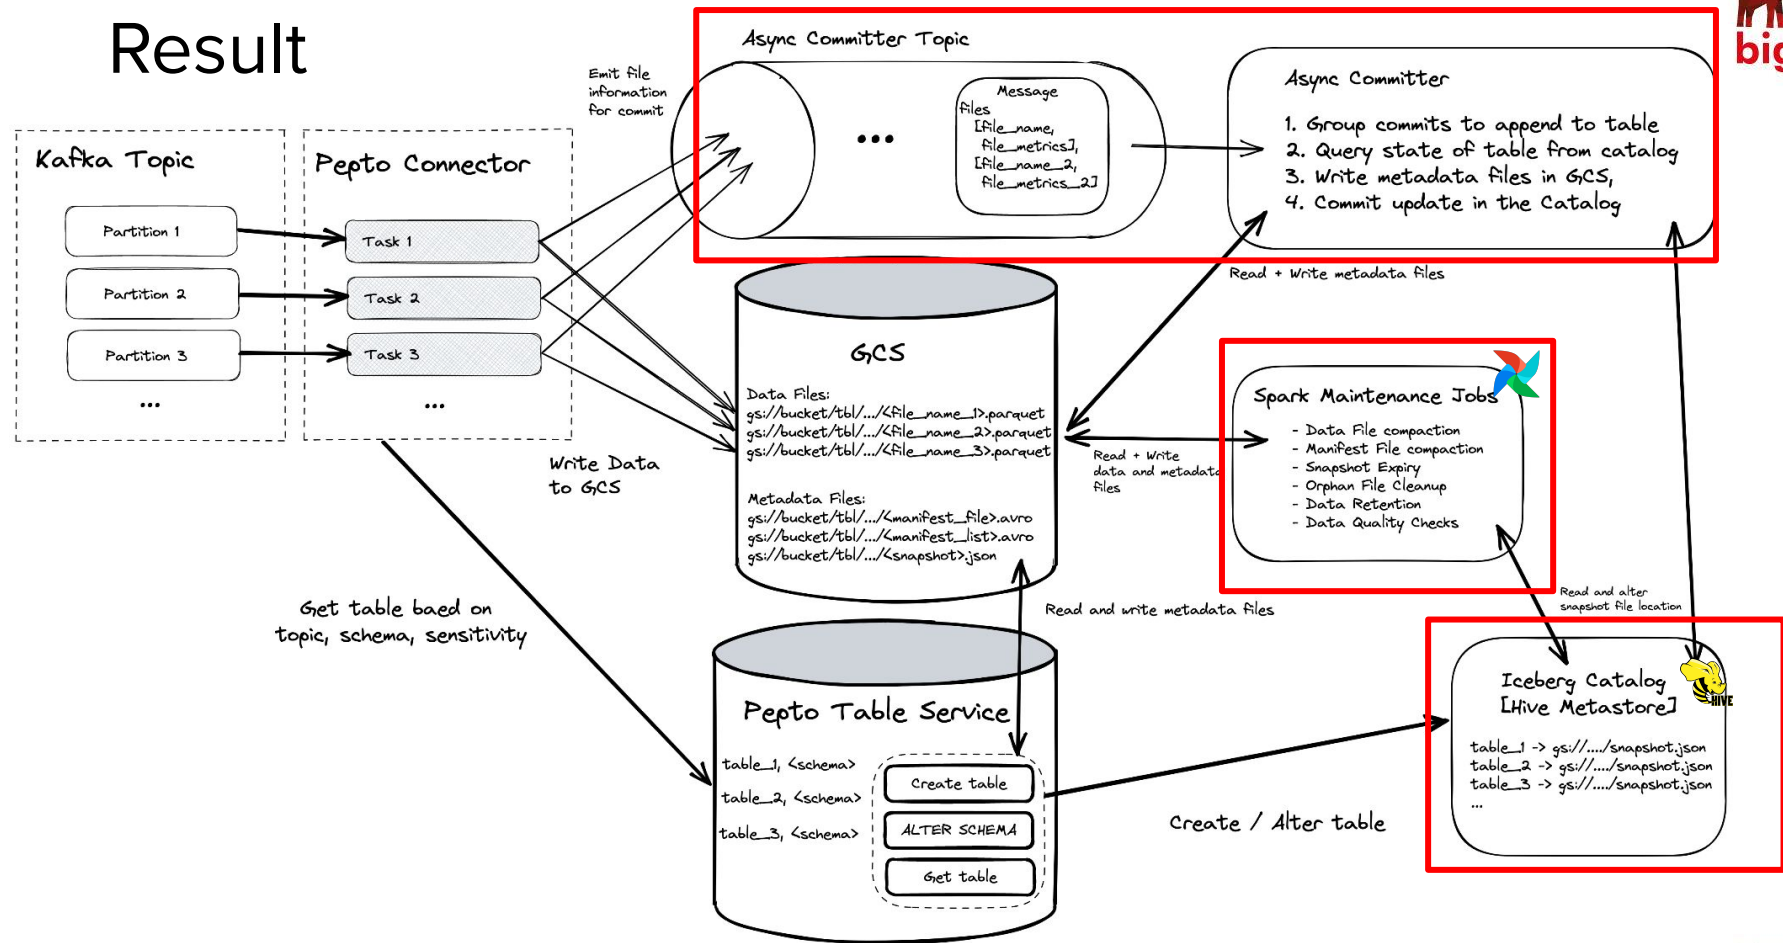 Result
big
Kafka Topic
Partition 1
Partition 2
Partition 3
...
Pepto Connector
Task 1
Task 2
Task 3
...
Emit file
information
for commit
Async Committer Topic
...
Message
files
[file_name,
file_metrics],
[file_name_2,
file_metrics_2]
Async Committer
1. Group commits to append to table
2. Query state of table from catalog
3. Write metadata files in GCS,
4. Commit update in the Catalog
Read + Write metadata files
GCS
Data Files:
gs://bucket/tbl/.../<file_name_1>.parquet
gs://bucket/tbl/.../<file_name_2>.parquet
gs://bucket/tbl/.../<file_name_3>.parquet
Metadata Files:
gs://bucket/tbl/.../<manifest_file>.avro
gs://bucket/tbl/.../<manifest_list>.avro
gs://bucket/tbl/.../<snapshot>.json
Write Data
to GCS
Read + Write
data and metadata
files
Spark Maintenance Jobs
- Data File compaction
- Manifest File compaction
- Snapshot Expiry
- Orphan File Cleanup
- Data Retention
- Data Quality Checks
Read and alter
snapshot file location
Get table baed on
topic, schema, sensitivity
Read and write metadata files
Pepto Table Service
table_1, <schema>
table_2, <schema>
table_3, <schema>
Create table
ALTER SCHEMA
Get table
Create / Alter table
Iceberg Catalog
[Hive Metastore]
HIVE
table_1 -> gs://..../snapshot.json
table_2 -> gs://..../snapshot.json
table_3 -> gs://..../snapshot.json
...